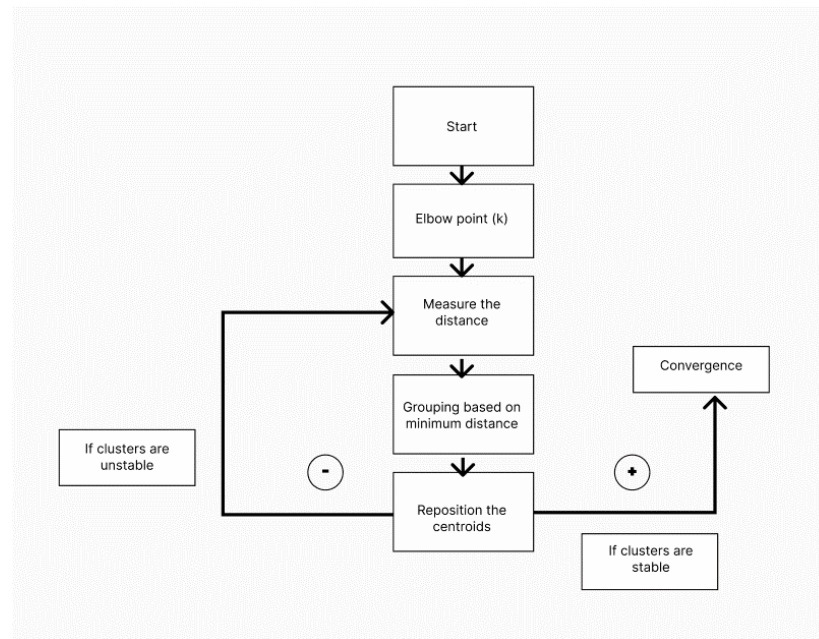 Start
Elbow point (k)
Measure the
distance
Convergence
Grouping based on
minimum distance
If clusters are
unstable
-
+
Reposition the
centroids
If clusters are
stable